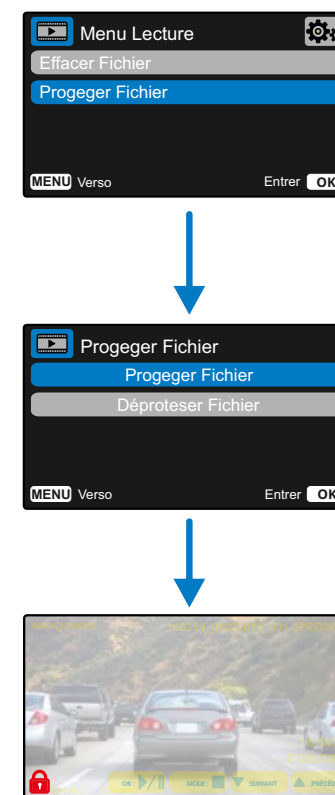 Menu Lecture
Effacer Fichier
Progeger Fichier
MENU Verso Entrer OK
Progeger Fichier
Progeger Fichier
Déproteser Fichier
MENU Verso Entrer OK
OK : MODE : :SUIVANT